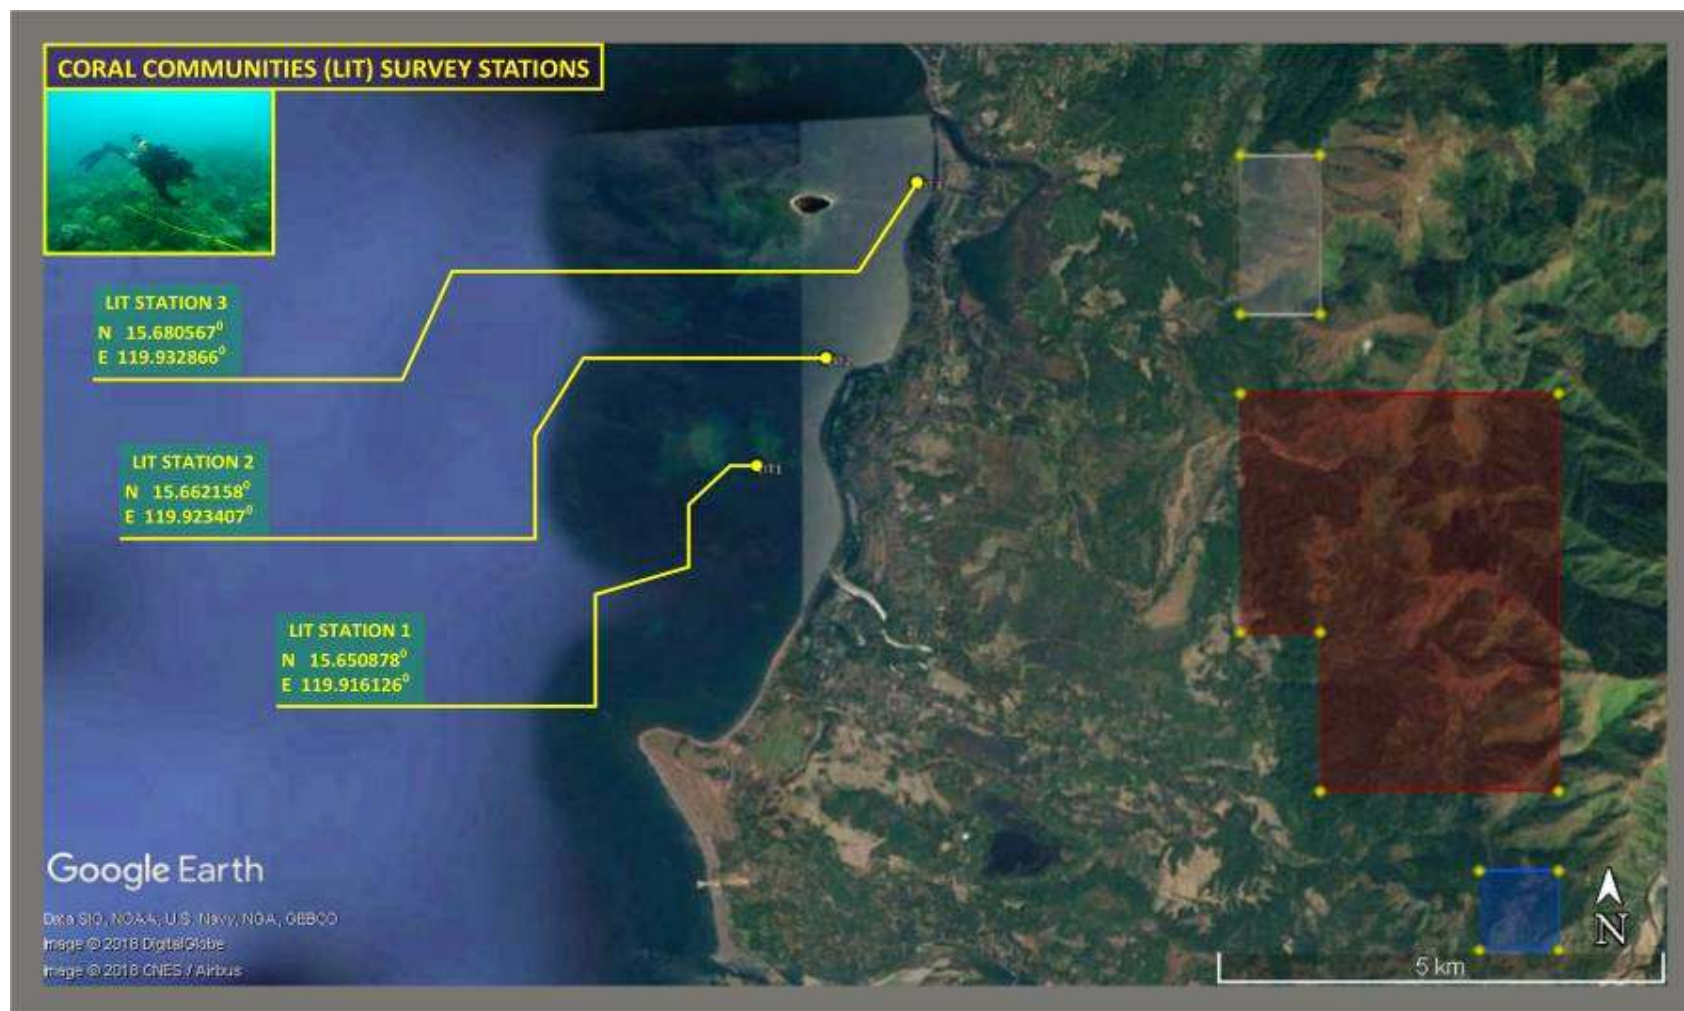 CORAL COMMUNITIES (LIT) SURVEY STATIONS
LIT STATION 3
N 15.680567⁰
E 119.932866⁰
LIT STATION 2
N 15.662158⁰
E 119.923407⁰
LIT STATION 1
N 15.650878⁰
E 119.916126⁰
Google Earth
Data SIO, NOAA, U.S. Navy, NGA, GEBCO
Image © 2018 DigitalGlobe
Image © 2018 CNES / Airbus
N
5 km